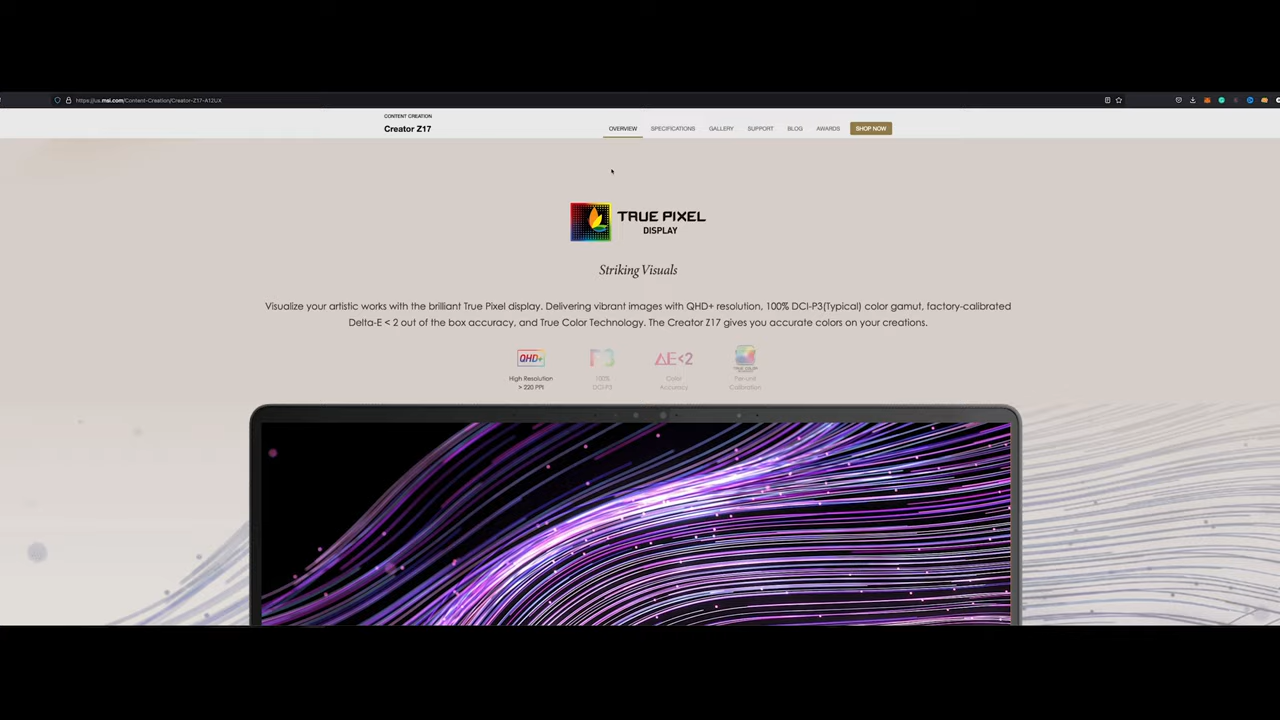 https://us.msi.com/Content-Creation/Creator-Z17-A12UX
CONTENT CREATION
Creator Z17
OVERVIEW
SPECIFICATIONS
GALLERY
SUPPORT
BLOG
AWARDS
SHOP NOW
TRUE PIXEL
DISPLAY
Striking Visuals
Visualize your artistic works with the brilliant True Pixel display. Delivering vibrant images with QHD+ resolution, 100% DCI-P3(Typical) color gamut, factory-calibrated
Delta-E < 2 out of the box accuracy, and True Color Technology. The Creator Z17 gives you accurate colors on your creations.
QHD+
High Resolution
> 220 PPI
P3
100%
DCI-P3
ΔE<2
Color
Accuracy
TRUE COLOR
Per-unit
Calibration